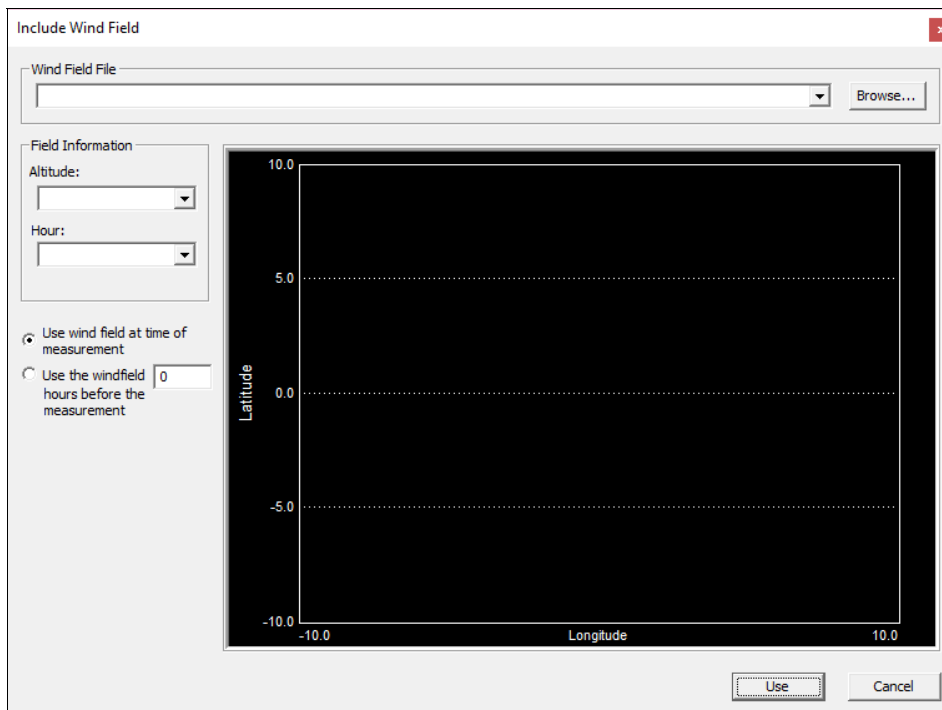 Include Wind Field
x
Wind Field File
Browse...
Field Information
Altitude:
Hour:
Use wind field at time of
measurement
Use the windfield 0
hours before the
measurement
10.0
5.0
0.0
-5.0
-10.0
Latitude
-10.0 Longitude 10.0
Use Cancel